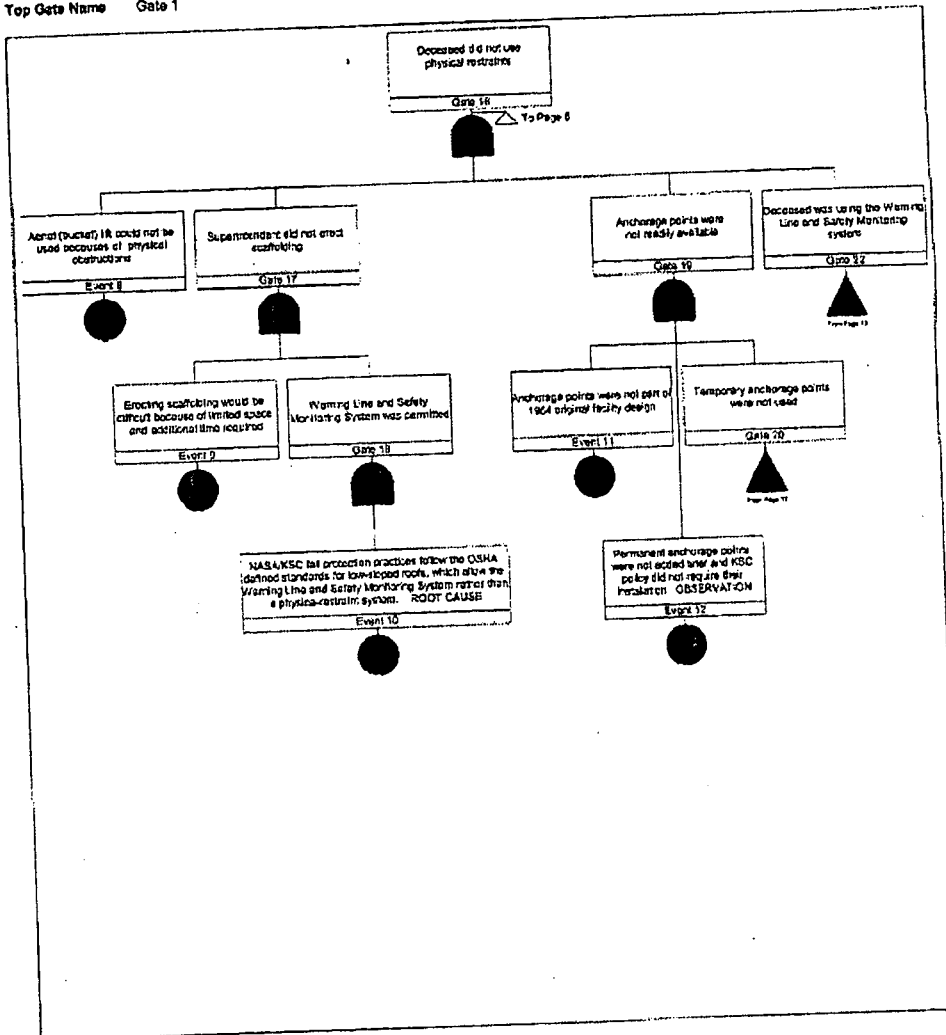 Top Gate Name Gate 1
Deceased did not use
physical restraints
Gate 16
To Page 6
Aerial (bucket) lift could not be
used becouses of physical
obstructions
Event 8
Superintendent did not erect
scaffolding
Gate 17
Anchorage points were
not readily available
Gate 19
Deceased was using the Warning
Line and Safety Monitoring
system
Gate 22
From Page 13
Erecting scaffolding would be
difficult because of limited space
and additional time required
Event 9
Warning Line and Safety
Monitoring System was permitted
Gate 18
Anchorage points were not part of
1964 original facility design
Event 11
Temporary anchorage points
were not used
Gate 20
From Page
NASA/KSC fall protection practices follow the OSHA
defined standards for low-sloped roofs, which allow the
Warning Line and Safety Monitoring System rather than
a physical-restraint system. ROOT CAUSE
Event 10
Permanent anchorage points
were not added later and KSC
policy did not require their
installation OBSERVATION
Event 12